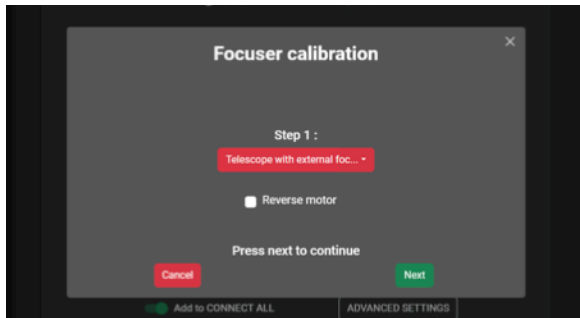 Focuser calibration
×
Step 1 :
Telescope with external foc...
Reverse motor
Press next to continue
Cancel
Next
Add to CONNECT ALL
ADVANCED SETTINGS